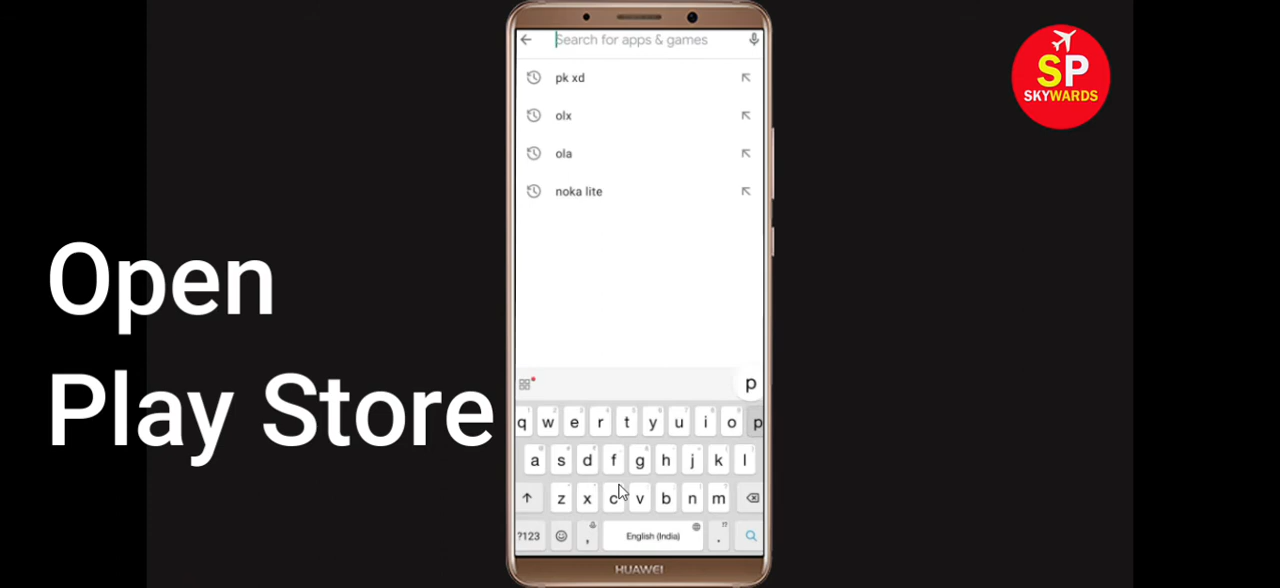 Search for apps & games
pk xd
olx
ola
noka lite
SP
SKYWARDS
Open
Play Store
p
q w e r t y u i o p
a s d f g h j k l
z x c v b n m
?123 , English (India) .
HUAWEI